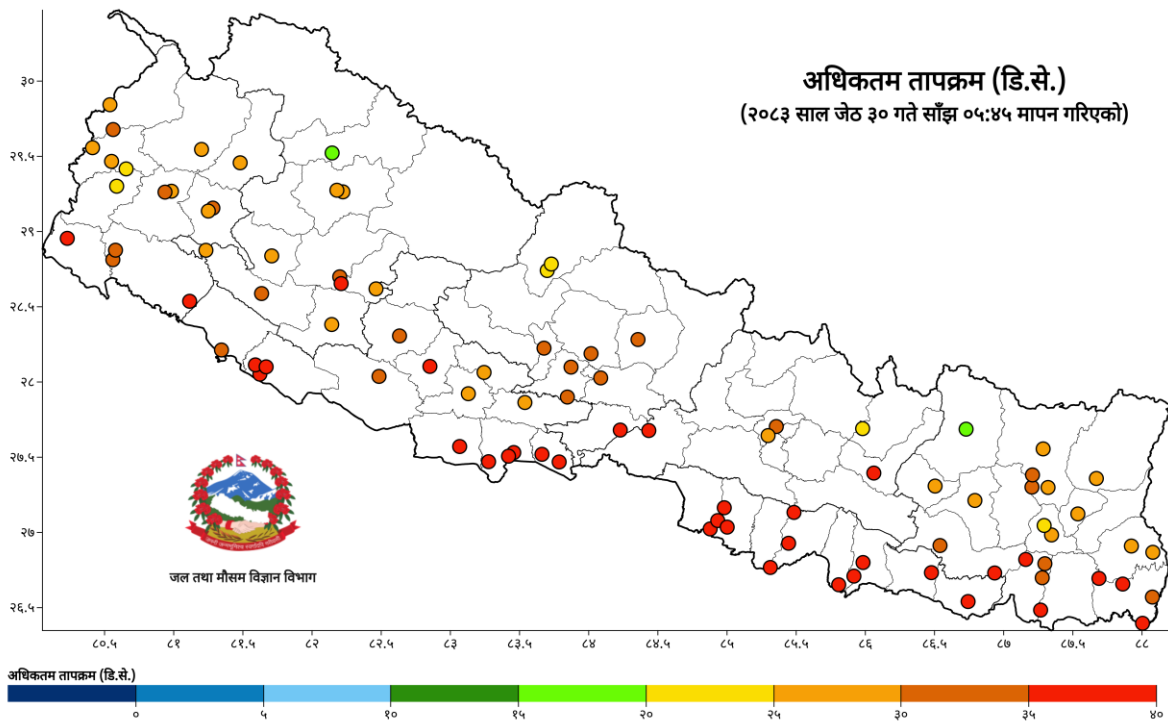 अधिकतम तापक्रम (डि.से.)
(२०८३ साल जेठ ३० गते साँझ ०५:४५ मापन गरिएको)
३०
२९.५
२९
२८.५
२८
२७.५
२७
२६.५
जल तथा मौसम विज्ञान विभाग
८०.५ ८१ ८१.५ ८२ ८२.५ ८३ ८३.५ ८४ ८४.५ ८५ ८५.५ ८६ ८६.५ ८७ ८७.५ ८८
अधिकतम तापक्रम (डि.से.)
० ५ १० १५ २० २५ ३० ३५ ४०